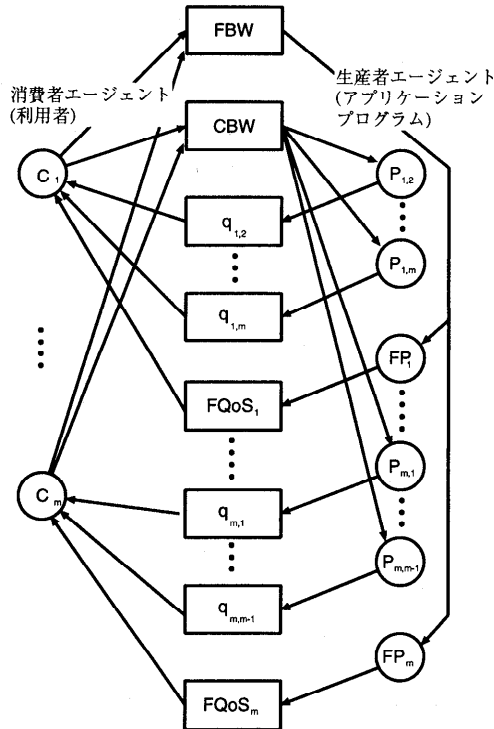 FBW
消費者エージェント
(利用者)
生産者エージェント
(アプリケーション
プログラム)
CBW
C1
P1,2
q1,2
P1,m
q1,m
FP1
FQoS1
Pm,1
Cm
qm,1
Pm,m-1
qm,m-1
FPm
FQoSm